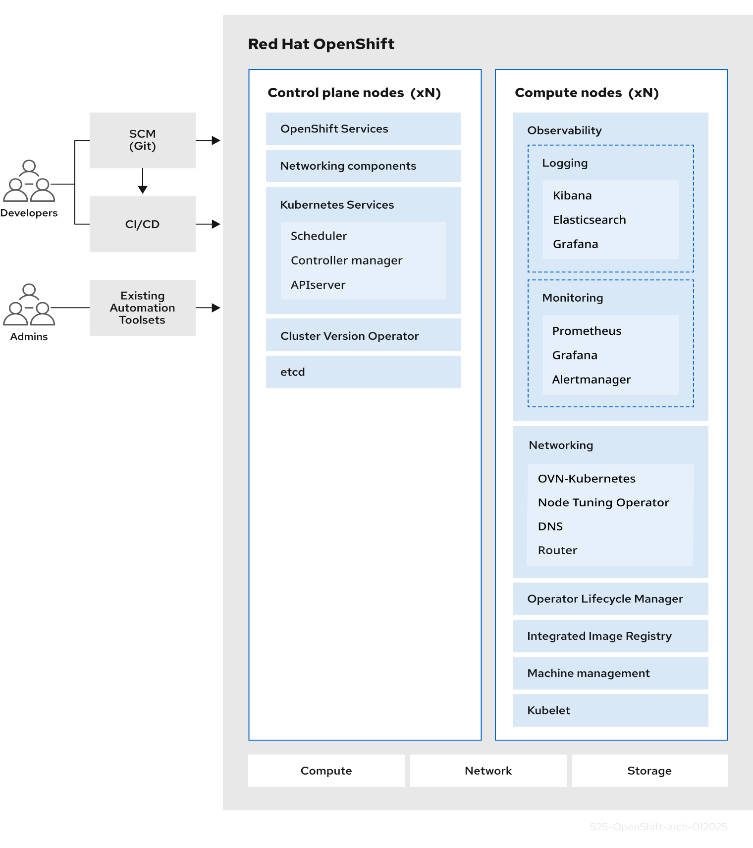 Red Hat OpenShift
Developers
SCM
(Git)
CI/CD
Admins
Existing
Automation
Toolsets
Control plane nodes (xN)
OpenShift Services
Networking components
Kubernetes Services
Scheduler
Controller manager
APIserver
Cluster Version Operator
etcd
Compute nodes (xN)
Observability
Logging
Kibana
Elasticsearch
Grafana
Monitoring
Prometheus
Grafana
Alertmanager
Networking
OVN-Kubernetes
Node Tuning Operator
DNS
Router
Operator Lifecycle Manager
Integrated Image Registry
Machine management
Kubelet
Compute
Network
Storage
525-OpenShift-arch-012025